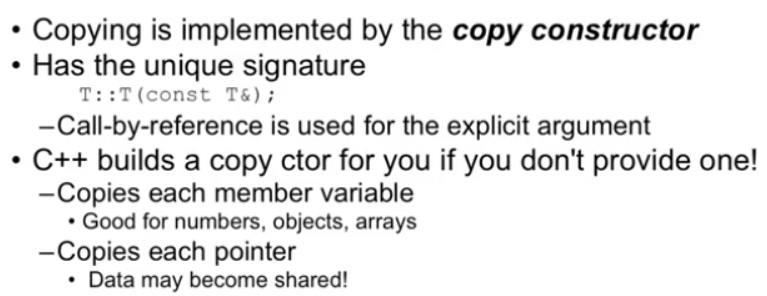 • Copying is implemented by the copy constructor
• Has the unique signature
T::T(const T&);
–Call-by-reference is used for the explicit argument
• C++ builds a copy ctor for you if you don't provide one!
–Copies each member variable
• Good for numbers, objects, arrays
–Copies each pointer
• Data may become shared!